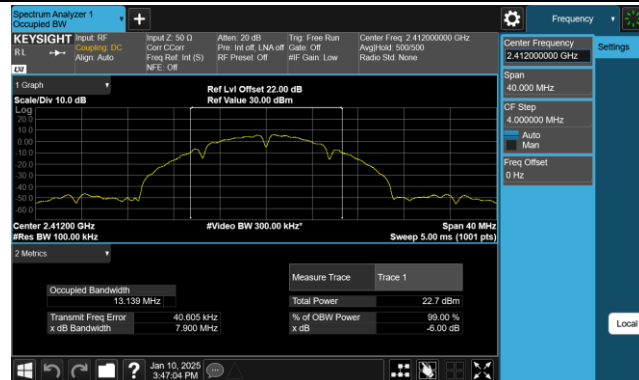 Spectrum Analyzer 1
Occupied BW
Frequency
KEYSIGHT
RL
LXI
Input: RF
Coupling: DC
Align: Auto
Input Z: 50 Ω
Corr CCorr
Freq Ref: Int (S)
NFE: Off
Atten: 20 dB
Pre: Int off, LNA off
RF Preset: Off
Trig: Free Run
Gate: Off
#IF Gain: Low
Center Freq: 2.412000000 GHz
Avg|Hold: 500/500
Radio Std: None
Center Frequency
2.412000000 GHz
Settings
Span
40.000 MHz
CF Step
4.000000 MHz
Auto
Man
Freq Offset
0 Hz
Local
1 Graph
Scale/Div 10.0 dB
Ref Lvl Offset 22.00 dB
Ref Value 30.00 dBm
Log
20.0
10.0
0.00
-10.0
-20.0
-30.0
-40.0
-50.0
-60.0
Center 2.41200 GHz
#Res BW 100.00 kHz
#Video BW 300.00 kHz*
Span 40 MHz
Sweep 5.00 ms (1001 pts)
2 Metrics
Measure Trace
Trace 1
Occupied Bandwidth
13.139 MHz
Total Power
22.7 dBm
Transmit Freq Error
40.605 kHz
% of OBW Power
99.00 %
x dB Bandwidth
7.900 MHz
x dB
-6.00 dB
Jan 10, 2025
3:47:04 PM